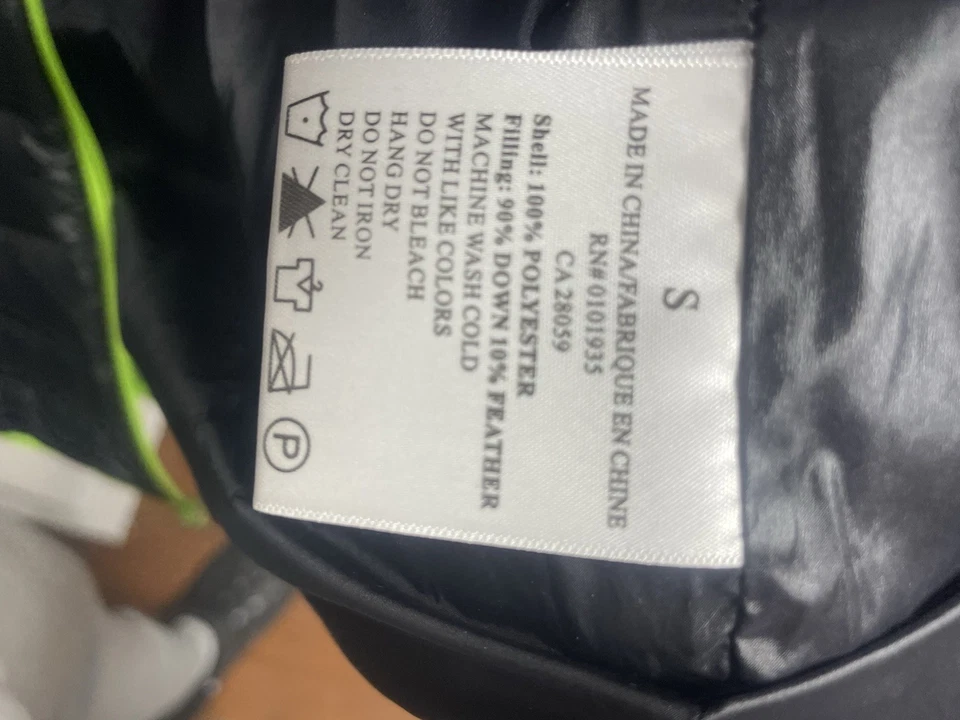 S
MADE IN CHINA/FABRIQUE EN CHINE
RN# 0101935
CA 28059
Shell: 100% POLYESTER
Filling: 90% DOWN 10% FEATHER
MACHINE WASH COLD
WITH LIKE COLORS
DO NOT BLEACH
HANG DRY
DO NOT IRON
DRY CLEAN
P